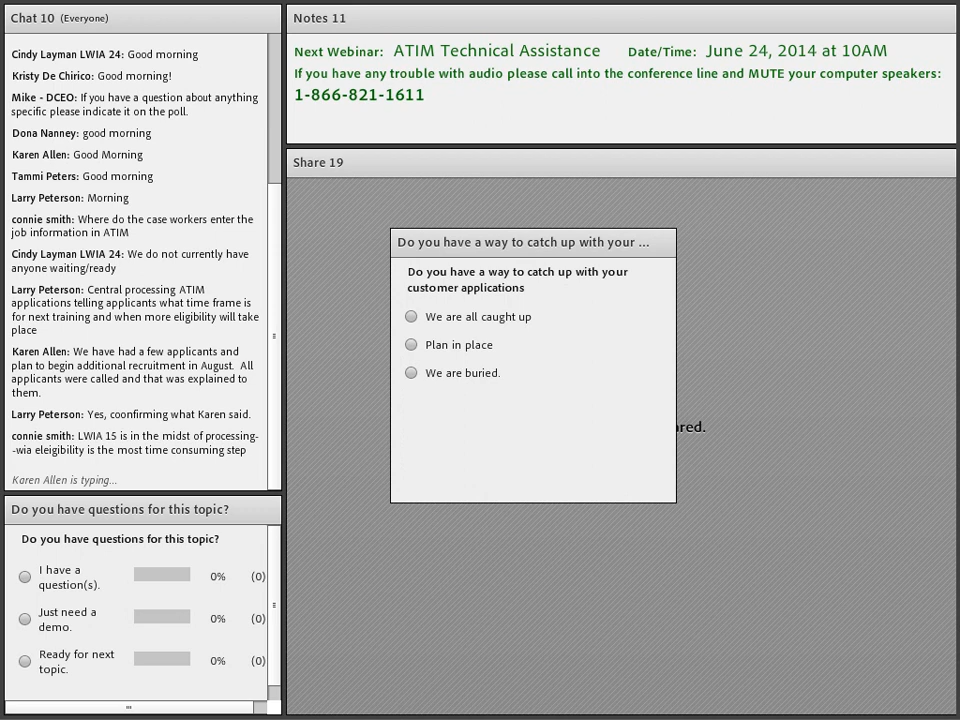 Chat 10 (Everyone)
Cindy Layman LWIA 24: Good morning
Kristy De Chirico: Good morning!
Mike - DCEO: If you have a question about anything
specific please indicate it on the poll.
Dona Nanney: good morning
Karen Allen: Good Morning
Tammi Peters: Good morning
Larry Peterson: Morning
connie smith: Where do the case workers enter the
job information in ATIM
Cindy Layman LWIA 24: We do not currently have
anyone waiting/ready
Larry Peterson: Central processing ATIM
applications telling applicants what time frame is
for next training and when more eligibility will take
place
Karen Allen: We have had a few applicants and
plan to begin additional recruitment in August. All
applicants were called and that was explained to
them.
Larry Peterson: Yes, coonfirming what Karen said.
connie smith: LWIA 15 is in the midst of processing-
-wia eleigibility is the most time consuming step
Karen Allen is typing...
Do you have questions for this topic?
Do you have questions for this topic?
I have a
question(s).
0% (0)
Just need a
demo.
0% (0)
Ready for next
topic.
0% (0)
Notes 11
Next Webinar: ATIM Technical Assistance Date/Time: June 24, 2014 at 10AM
If you have any trouble with audio please call into the conference line and MUTE your computer speakers:
1-866-821-1611
Share 19
Do you have a way to catch up with your ...
Do you have a way to catch up with your
customer applications
We are all caught up
Plan in place
We are buried.
ared.